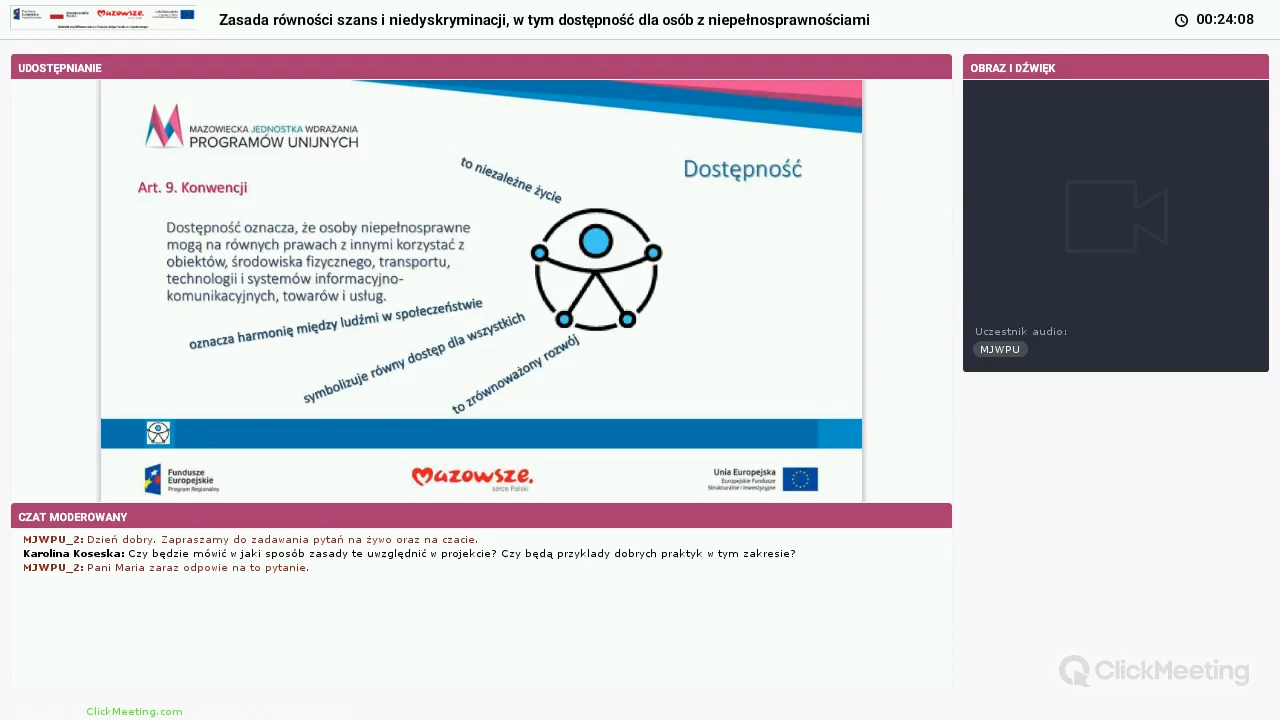 Fundusze Europejskie
Mazowsze.
Zasada równości szans i niedyskryminacji, w tym dostępność dla osób z niepełnosprawnościami
00:24:08
UDOSTĘPNIANIE
MAZOWIECKA JEDNOSTKA WDRAŻANIA
PROGRAMÓW UNIJNYCH
Dostępność
to niezależne życie
Art. 9. Konwencji
Dostępność oznacza, że osoby niepełnosprawne
mogą na równych prawach z innymi korzystać z
obiektów, środowiska fizycznego, transportu,
technologii i systemów informacyjno-
komunikacyjnych, towarów i usług.
oznacza harmonię między ludźmi w społeczeństwie
symbolizuje równy dostęp dla wszystkich
to zrównoważony rozwój
Fundusze
Europejskie
Program Regionalny
Mazowsze.
serce Polski
Unia Europejska
Europejskie Fundusze
Strukturalne i Inwestycyjne
OBRAZ I DŹWIĘK
Uczestnik audio:
MJWPU
CZAT MODEROWANY
MJWPU_2: Dzień dobry. Zapraszamy do zadawania pytań na żywo oraz na czacie.
Karolina Koseska: Czy będzie mówić w jaki sposób zasady te uwzględnić w projekcie? Czy będą przyklady dobrych praktyk w tym zakresie?
MJWPU_2: Pani Maria zaraz odpowie na to pytanie.
ClickMeeting
ClickMeeting.com